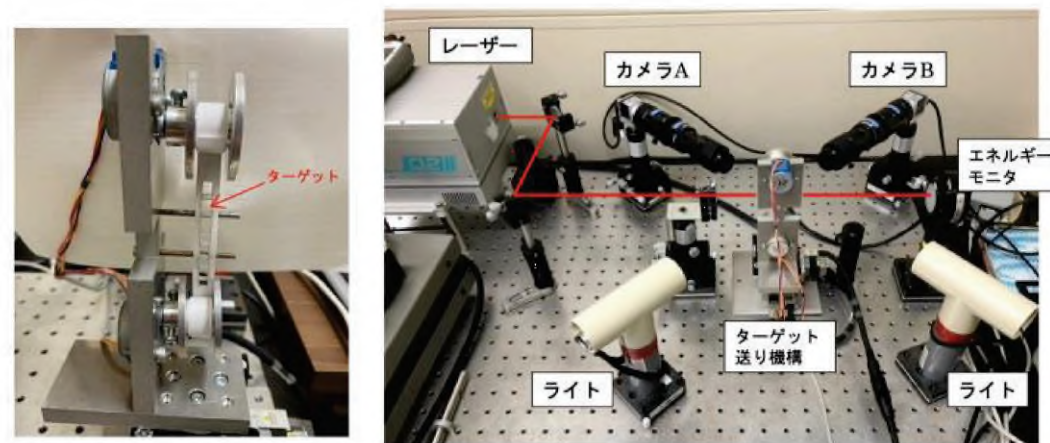 ターゲット
レーザー
カメラA
カメラB
エネルギー
モニタ
ターゲット
送り機構
ライト
ライト